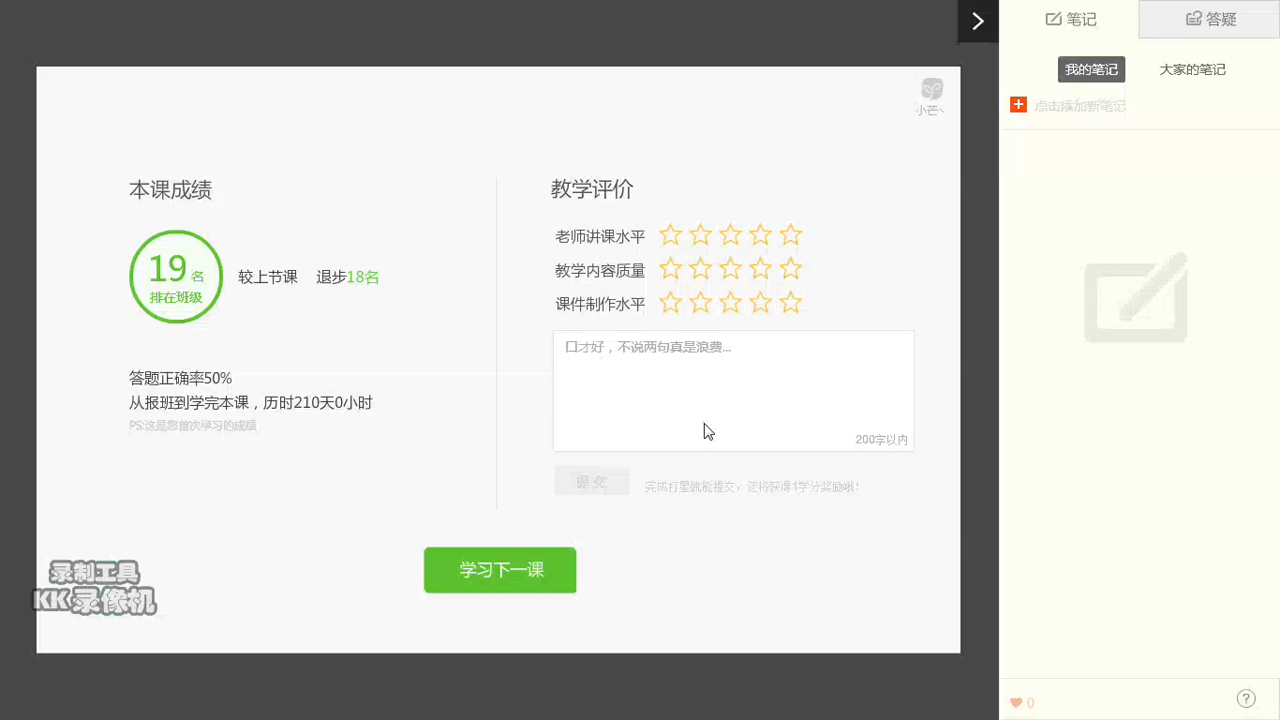 笔记
答疑
我的笔记
大家的笔记
点击添加新笔记
小芒丶
本课成绩
19名
排在班级
较上节课 退步18名
答题正确率50%
从报班到学完本课，历时210天0小时
PS:这是您首次学习的成绩
教学评价
老师讲课水平
教学内容质量
课件制作水平
口才好，不说两句真是浪费...
200字以内
提交
完成打星就能提交，还将获得1学分奖励哦！
学习下一课
录制工具
KK录像机
0
?